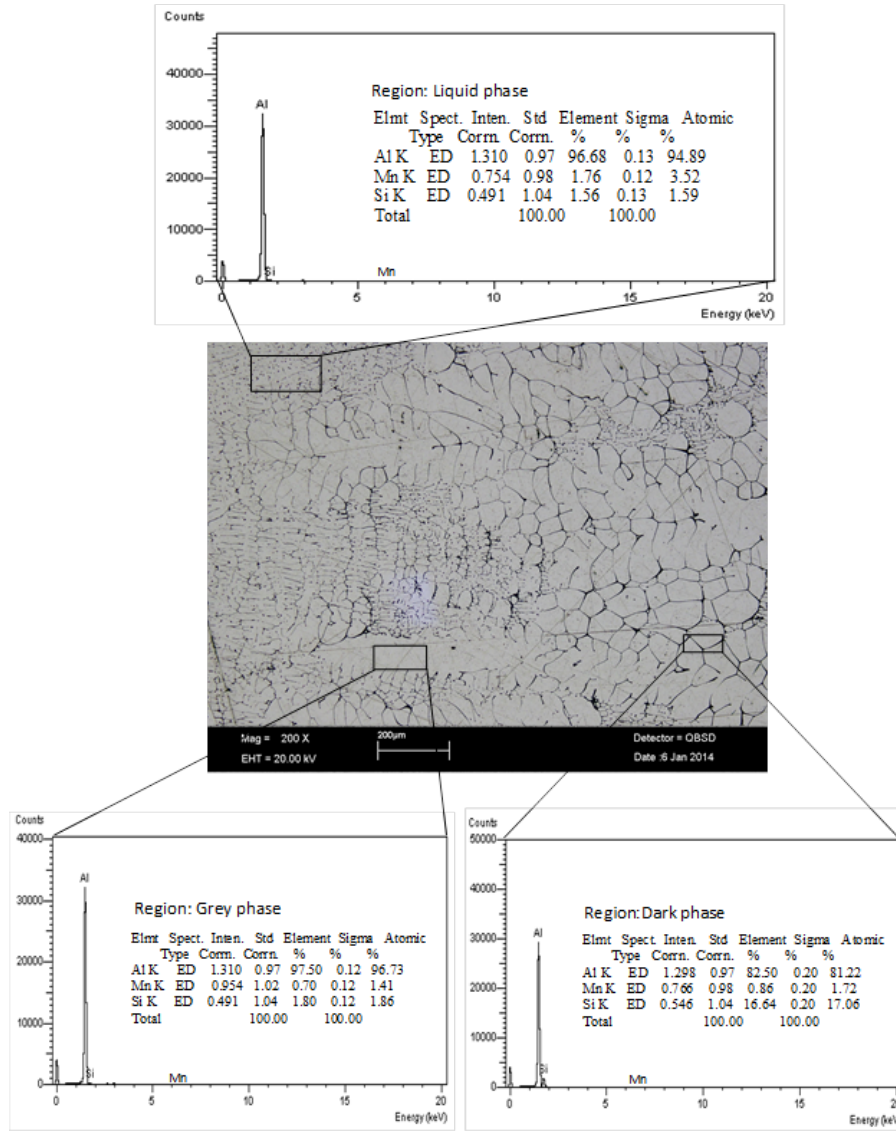 Counts
40000
30000
20000
10000
0
Al
Si
Mn
Region: Liquid phase
Elmt Spect. Inten. Std Element Sigma Atomic
Type Corrn. Corrn. % % %
Al K ED 1.310 0.97 96.68 0.13 94.89
Mn K ED 0.754 0.98 1.76 0.12 3.52
Si K ED 0.491 1.04 1.56 0.13 1.59
Total 100.00 100.00
0 5 10 15 20
Energy (keV)
Mag = 200 X
EHT = 20.00 kV
200µm
Detector = QBSD
Date :6 Jan 2014
Counts
40000
30000
20000
10000
0
Al
Si
Mn
Region: Grey phase
Elmt Spect. Inten. Std Element Sigma Atomic
Type Corrn. Corrn. % % %
Al K ED 1.310 0.97 97.50 0.12 96.73
Mn K ED 0.954 1.02 0.70 0.12 1.41
Si K ED 0.491 1.04 1.80 0.12 1.86
Total 100.00 100.00
0 5 10 15 20
Energy (keV)
Counts
50000
40000
30000
20000
10000
0
Al
Si
Mn
Region: Dark phase
Elmt Spect. Inten. Std Element Sigma Atomic
Type Corrn. Corrn. % % %
Al K ED 1.298 0.97 82.50 0.20 81.22
Mn K ED 0.766 0.98 0.86 0.20 1.72
Si K ED 0.546 1.04 16.64 0.20 17.06
Total 100.00 100.00
0 5 10 15 20
Energy (keV)